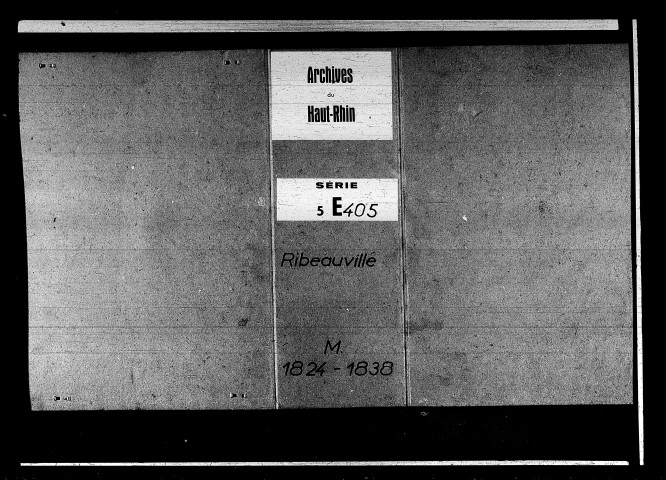 Archives
du
Haut-Rhin
SÉRIE
5 E405
Ribeauvillé
M.
1824 - 1838